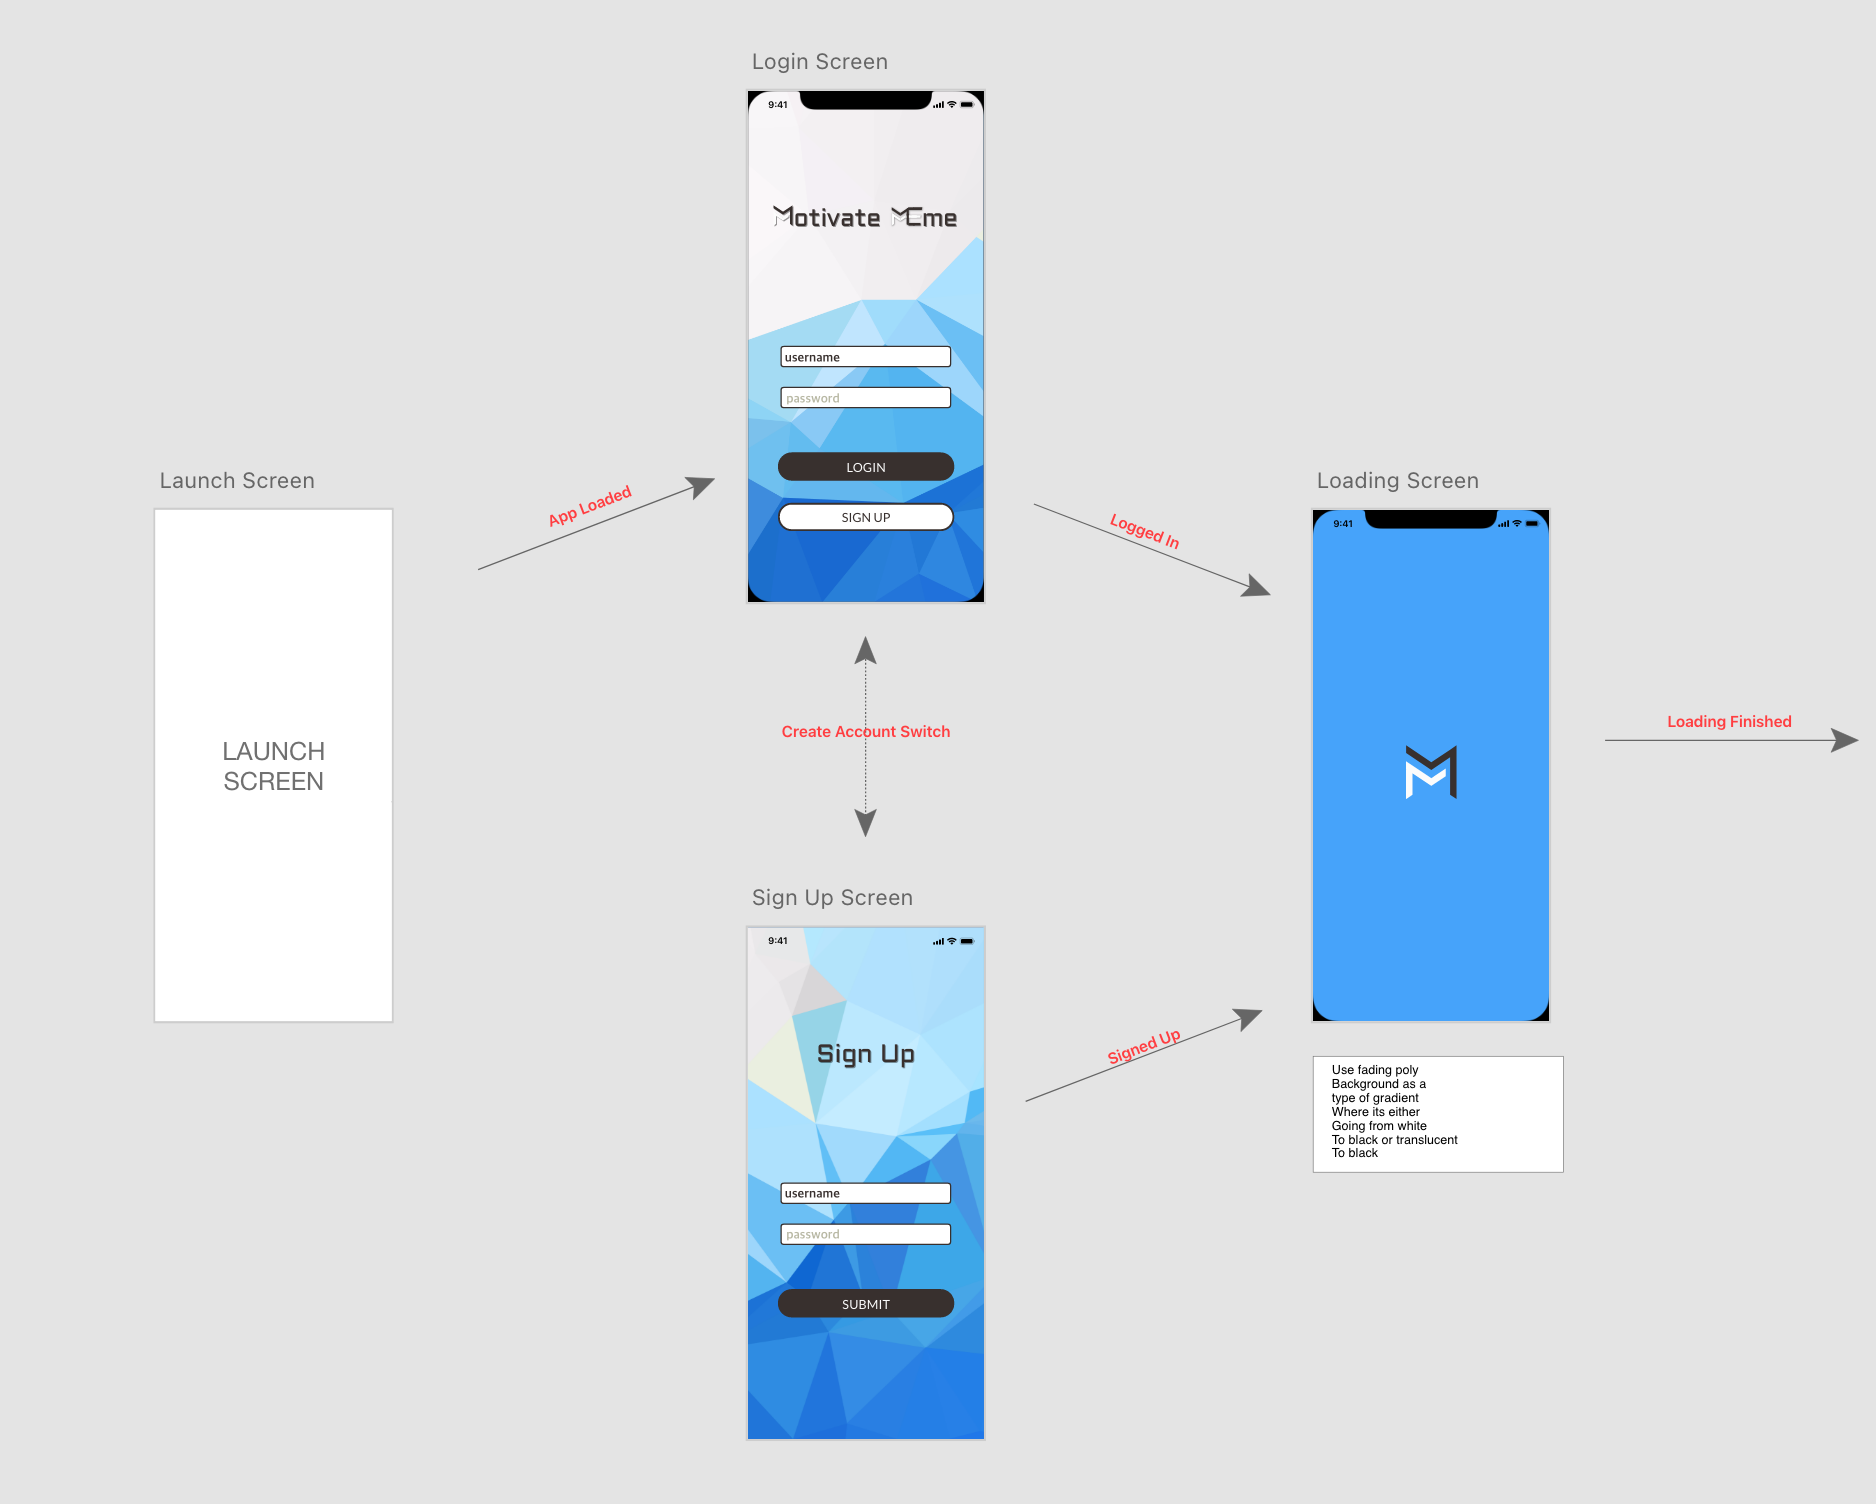 Login Screen
9:41
Motivate MEme
username
password
LOGIN
SIGN UP
Launch Screen
LAUNCH
SCREEN
App Loaded
Logged In
Loading Screen
9:41
M
Loading Finished
Create Account Switch
Sign Up Screen
9:41
Sign Up
username
password
SUBMIT
Signed Up
Use fading poly
Background as a
type of gradient
Where its either
Going from white
To black or translucent
To black